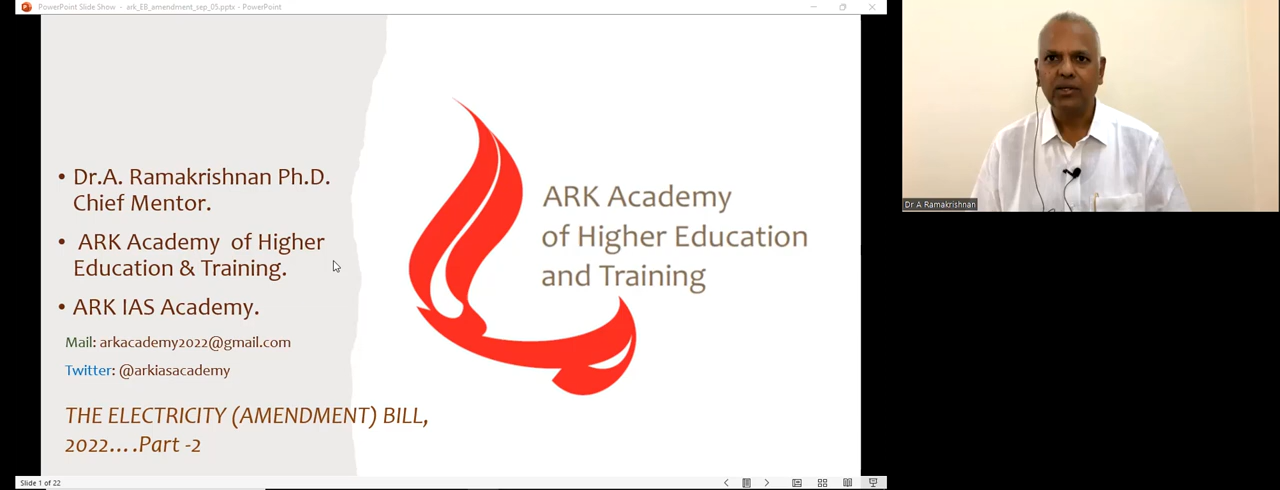 PowerPoint Slide Show - ark_EB_amendment_sep_05.pptx - PowerPoint
• Dr.A. Ramakrishnan Ph.D.
Chief Mentor.
• ARK Academy of Higher
Education & Training.
• ARK IAS Academy.
Mail: arkacademy2022@gmail.com
Twitter: @arkiasacademy
THE ELECTRICITY (AMENDMENT) BILL,
2022....Part -2
ARK Academy
of Higher Education
and Training
Dr A Ramakrishnan
Slide 1 of 22